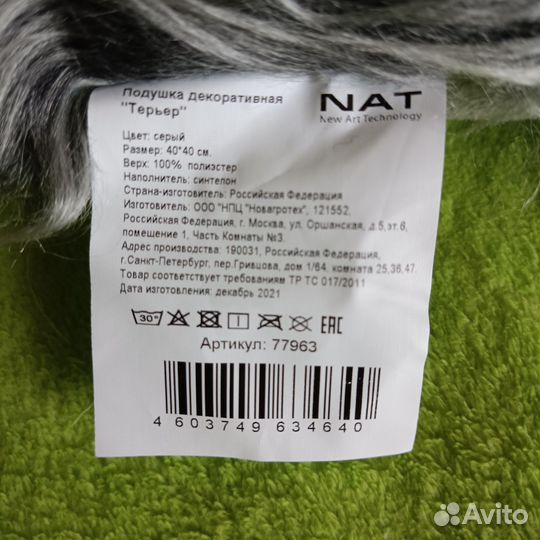 Подушка декоративная
"Терьер"
NAT
New Art Technology
Цвет: серый
Размер: 40*40 см.
Верх: 100% полиэстер
Наполнитель: синтепон
Страна-изготовитель: Российская Федерация
Изготовитель: ООО "НПЦ "Новагротех", 121552,
Российская Федерация, г. Москва, ул. Оршанская, д.5,эт.6,
помещение 1, Часть Комнаты №3.
Адрес производства: 190031, Российская Федерация,
г.Санкт-Петербург, пер.Гривцова, дом 1/64, комната 25,36,47.
Товар соответствует требованиям ТР ТС 017/2011
Дата изготовления: декабрь 2021
30° EAC
Артикул: 77963
4 603749 634640
Avito